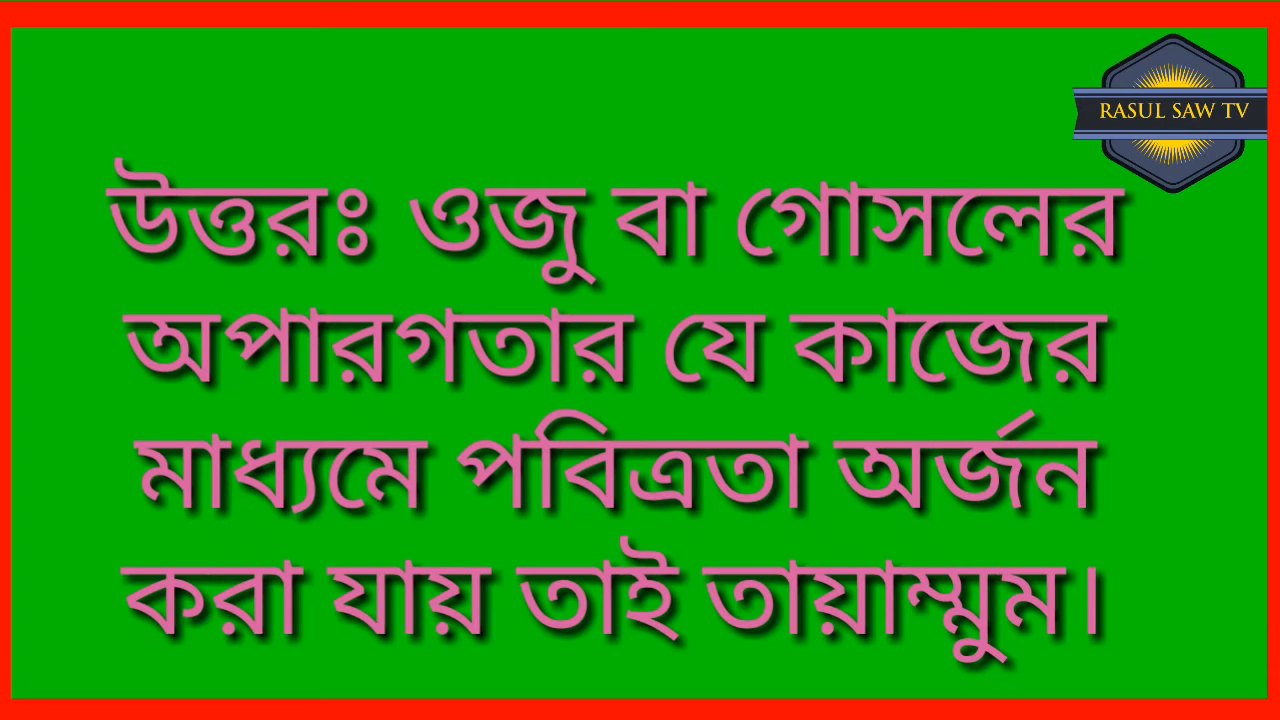 RASUL SAW TV
উত্তরঃ ওজু বা গোসলের
অপারগতার যে কাজের
মাধ্যমে পবিত্রতা অর্জন
করা যায় তাই তায়াম্মুম।